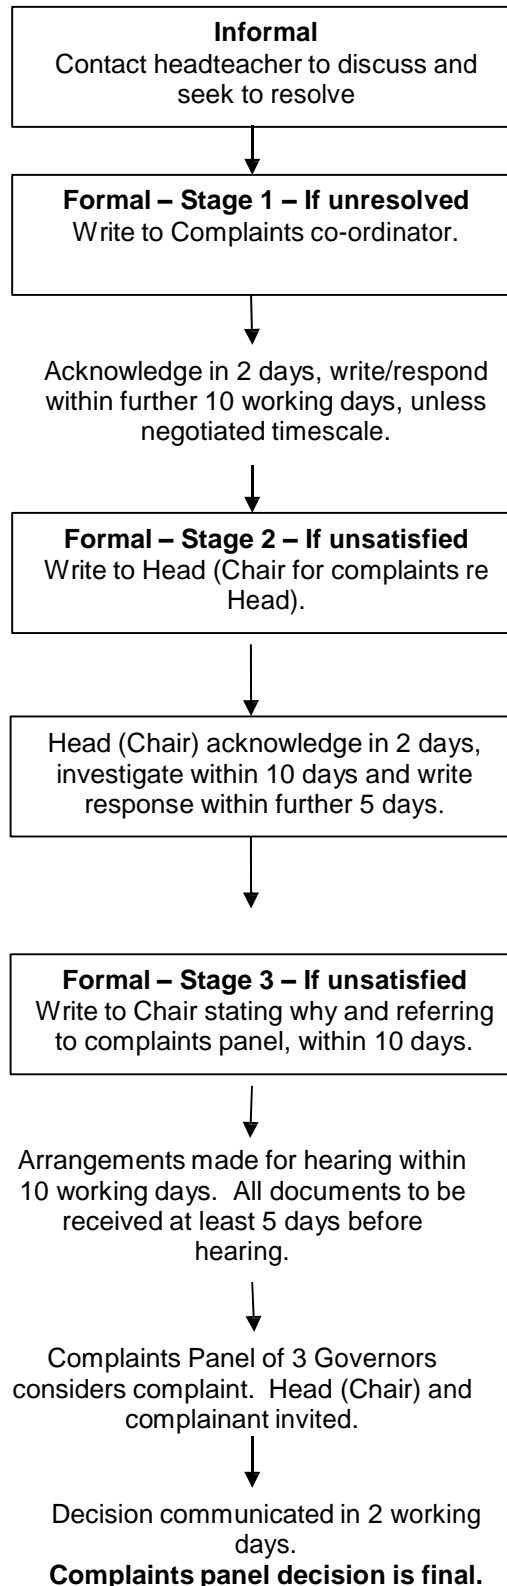 Informal
Contact headteacher to discuss and
seek to resolve
Formal – Stage 1 – If unresolved
Write to Complaints co-ordinator.
Acknowledge in 2 days, write/respond
within further 10 working days, unless
negotiated timescale.
Formal – Stage 2 – If unsatisfied
Write to Head (Chair for complaints re
Head).
Head (Chair) acknowledge in 2 days,
investigate within 10 days and write
response within further 5 days.
Formal – Stage 3 – If unsatisfied
Write to Chair stating why and referring
to complaints panel, within 10 days.
Arrangements made for hearing within
10 working days.  All documents to be
received at least 5 days before
hearing.
Complaints Panel of 3 Governors
considers complaint.  Head (Chair) and
complainant invited.
Decision communicated in 2 working
days.
Complaints panel decision is final.